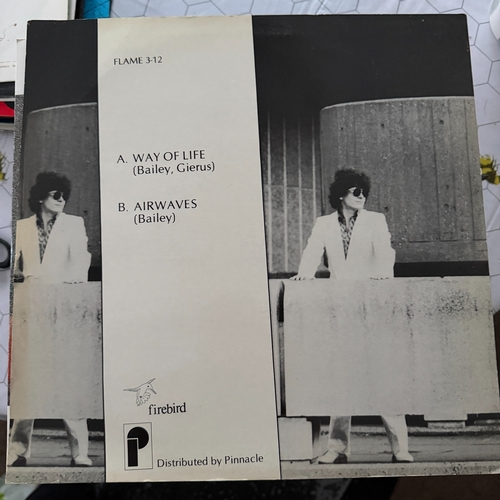 FLAME 3-12
A. WAY OF LIFE
(Bailey, Gierus)
B. AIRWAVES
(Bailey)
firebird
Distributed by Pinnacle